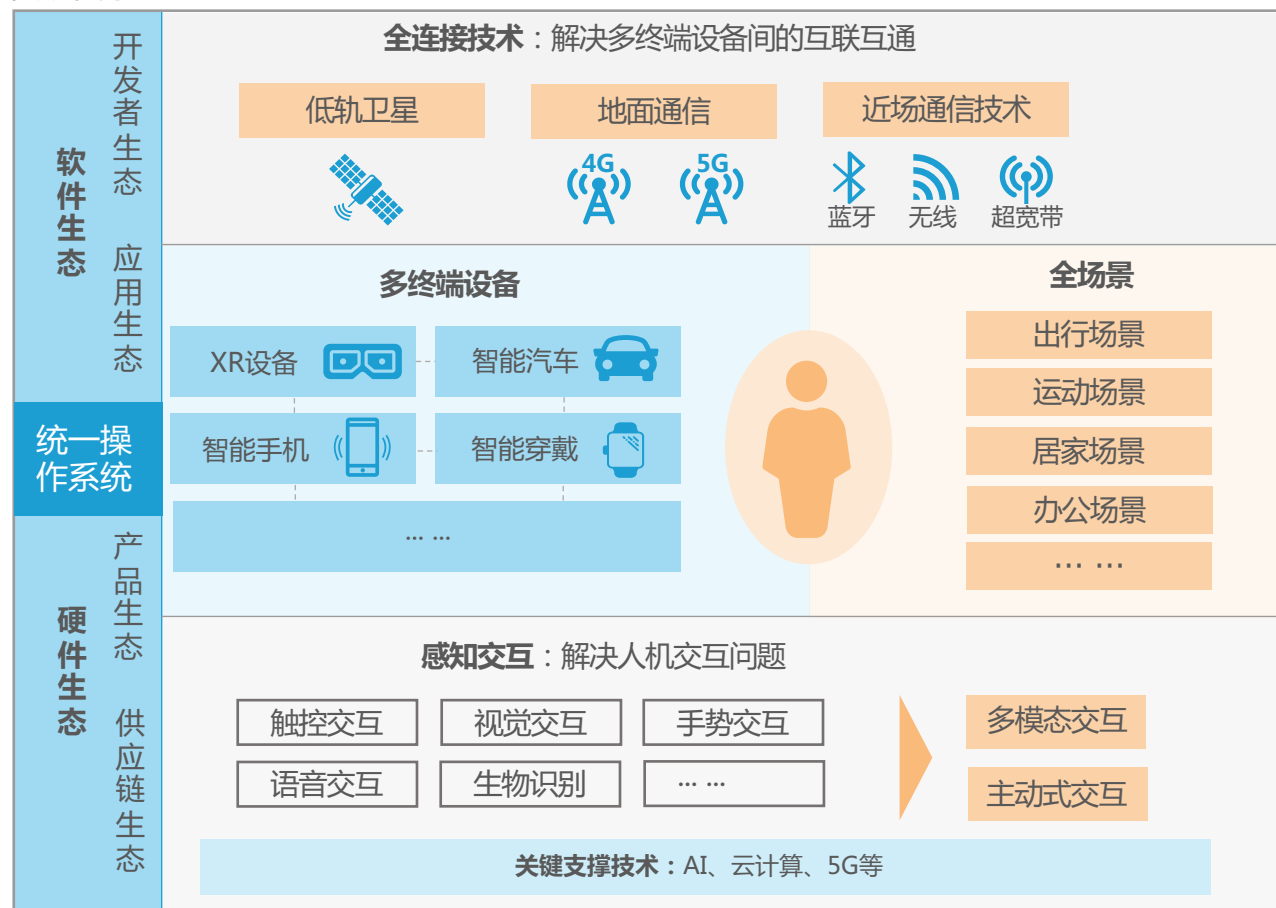 软件生态
开发者生态
应用生态
统一操作系统
硬件生态
产品生态
供应链生态
全连接技术：解决多终端设备间的互联互通
低轨卫星
地面通信
近场通信技术
4G
5G
蓝牙
无线
超宽带
多终端设备
XR设备
智能汽车
智能手机
智能穿戴
... ...
全场景
出行场景
运动场景
居家场景
办公场景
... ...
感知交互：解决人机交互问题
触控交互
视觉交互
手势交互
语音交互
生物识别
... ...
多模态交互
主动式交互
关键支撑技术：AI、云计算、5G等